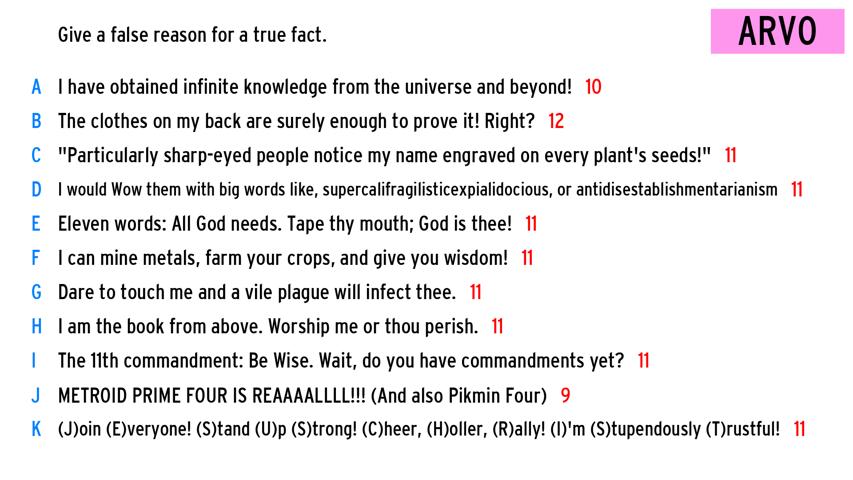 Give a false reason for a true fact.
ARVO
A I have obtained infinite knowledge from the universe and beyond! 10
B The clothes on my back are surely enough to prove it! Right? 12
C "Particularly sharp-eyed people notice my name engraved on every plant's seeds!" 11
D I would Wow them with big words like, supercalifragilisticexpialidocious, or antidisestablishmentarianism 11
E Eleven words: All God needs. Tape thy mouth; God is thee! 11
F I can mine metals, farm your crops, and give you wisdom! 11
G Dare to touch me and a vile plague will infect thee. 11
H I am the book from above. Worship me or thou perish. 11
I The 11th commandment: Be Wise. Wait, do you have commandments yet? 11
J METROID PRIME FOUR IS REAAAALLLL!!! (And also Pikmin Four) 9
K (J)oin (E)veryone! (S)tand (U)p (S)trong! (C)heer, (H)oller, (R)ally! (I)'m (S)tupendously (T)rustful! 11